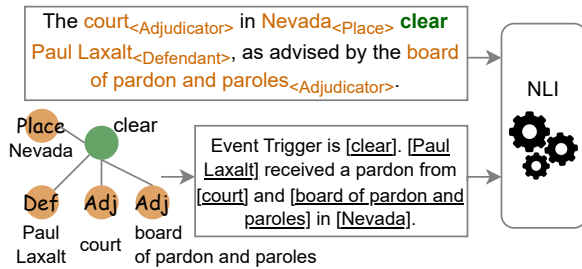 The court<Adjudicator> in Nevada<Place> clear
Paul Laxalt<Defendant>, as advised by the board
of pardon and paroles<Adjudicator>.
NLI
Place
clear
Nevada
Def
Adj
Adj
Paul
Laxalt
court
board
of pardon and paroles
Event Trigger is [clear]. [Paul
Laxalt] received a pardon from
[court] and [board of pardon and
paroles] in [Nevada].